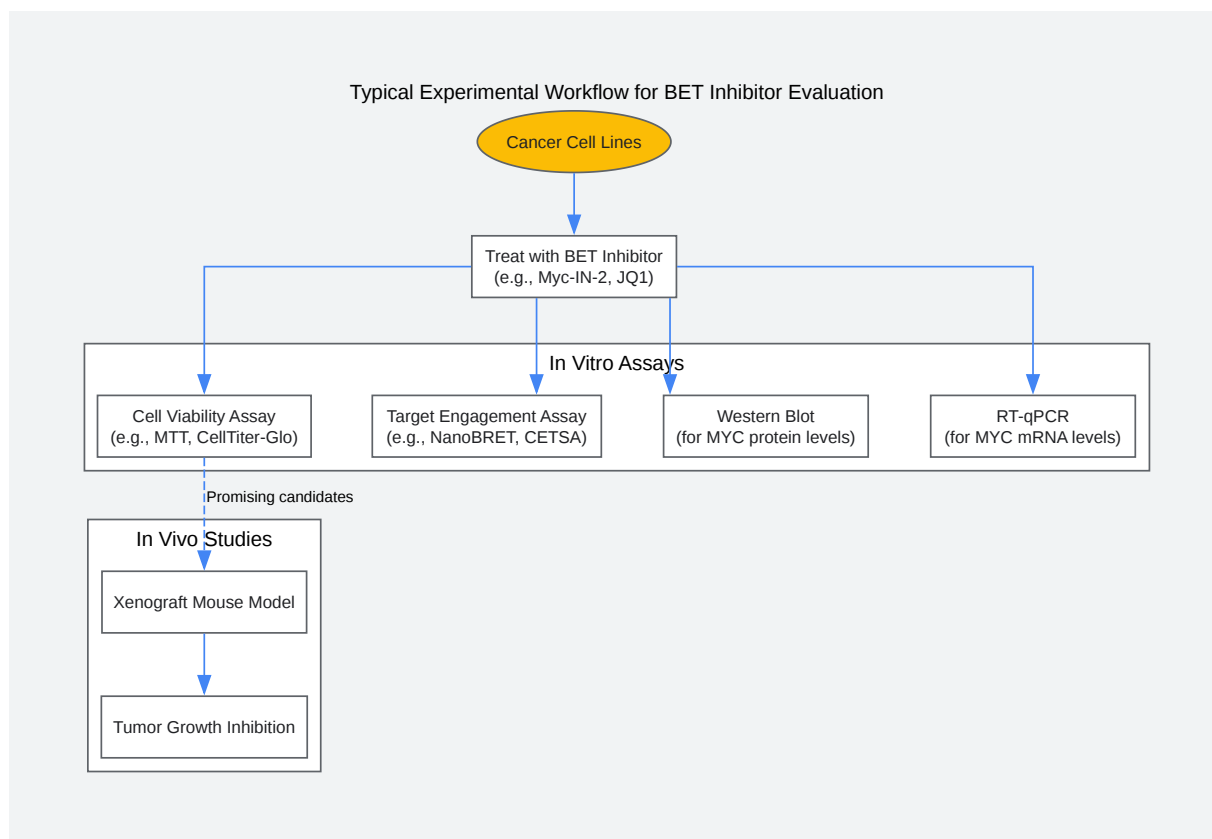 Typical Experimental Workflow for BET Inhibitor Evaluation
Cancer Cell Lines
Treat with BET Inhibitor
(e.g., Myc-IN-2, JQ1)
In Vitro Assays
Cell Viability Assay
(e.g., MTT, CellTiter-Glo)
Target Engagement Assay
(e.g., NanoBRET, CETSA)
Western Blot
(for MYC protein levels)
RT-qPCR
(for MYC mRNA levels)
Promising candidates
In Vivo Studies
Xenograft Mouse Model
Tumor Growth Inhibition